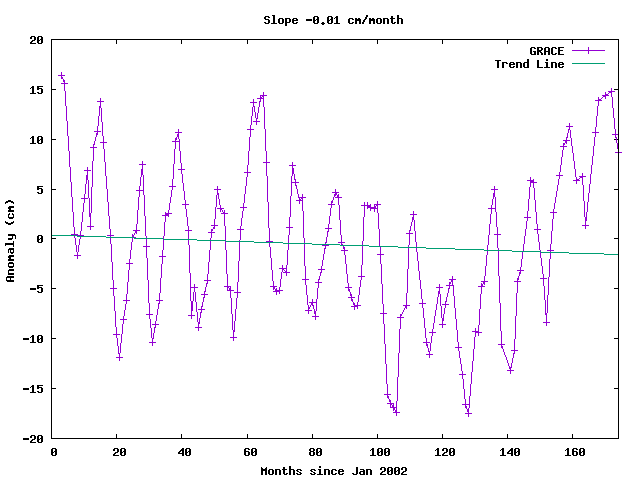 Slope -0.01 cm/month
GRACE
Trend Line
20
15
10
5
0
-5
-10
-15
-20
Anomaly (cm)
0 20 40 60 80 100 120 140 160
Months since Jan 2002